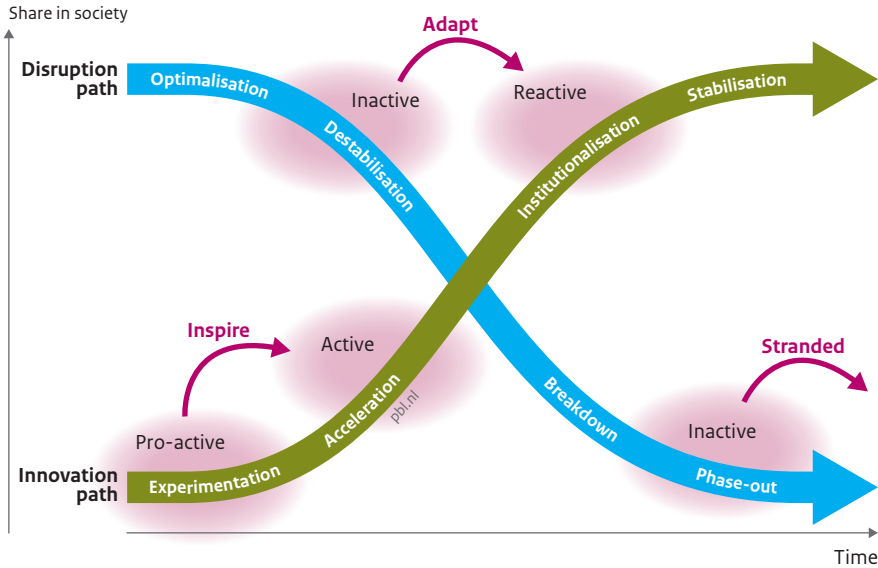 Share in society
Adapt
Disruption
path
Optimalisation
Inactive
Reactive
Stabilisation
Destabilisation
Institutionalisation
Inspire
Active
Stranded
Acceleration
pbl.nl
Breakdown
Inactive
Pro-active
Innovation
path
Experimentation
Phase-out
Time